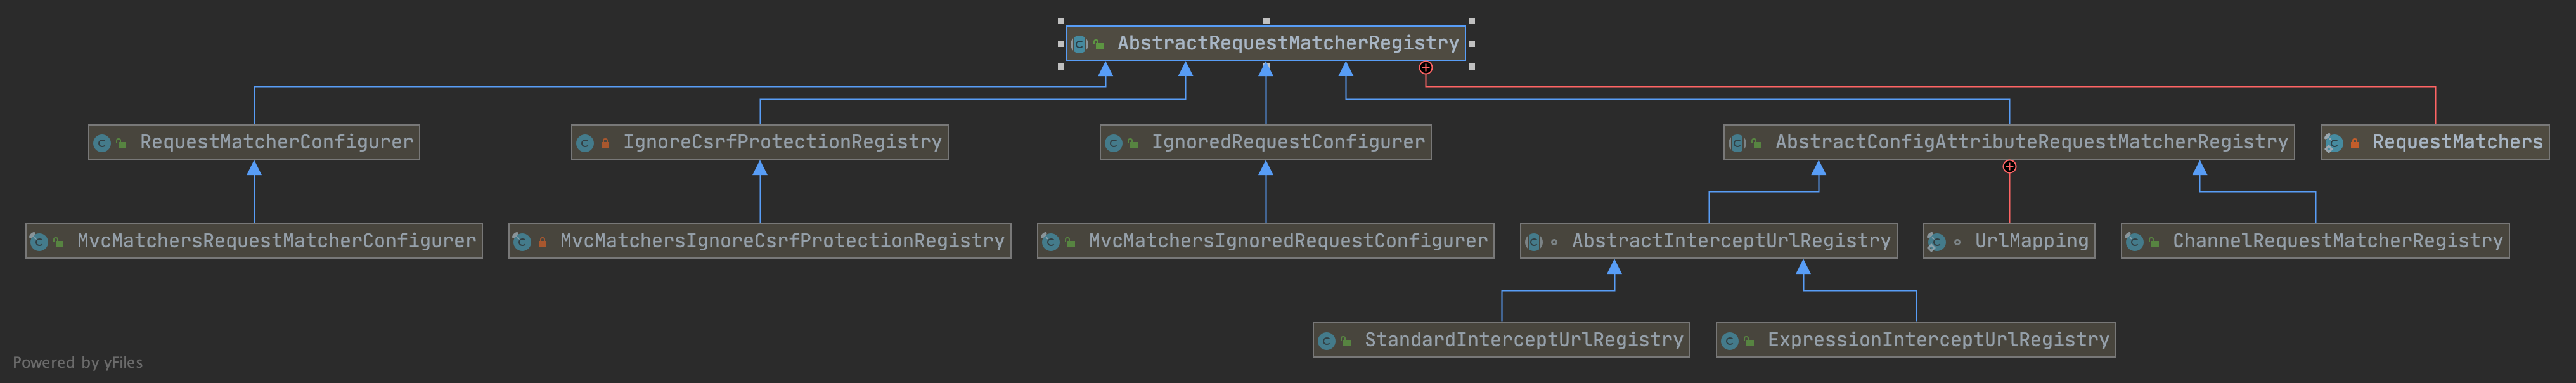 AbstractRequestMatcherRegistry
RequestMatcherConfigurer
IgnoreCsrfProtectionRegistry
IgnoredRequestConfigurer
AbstractConfigAttributeRequestMatcherRegistry
RequestMatchers
MvcMatchersRequestMatcherConfigurer
MvcMatchersIgnoreCsrfProtectionRegistry
MvcMatchersIgnoredRequestConfigurer
AbstractInterceptUrlRegistry
UrlMapping
ChannelRequestMatcherRegistry
StandardInterceptUrlRegistry
ExpressionInterceptUrlRegistry
Powered by yFiles